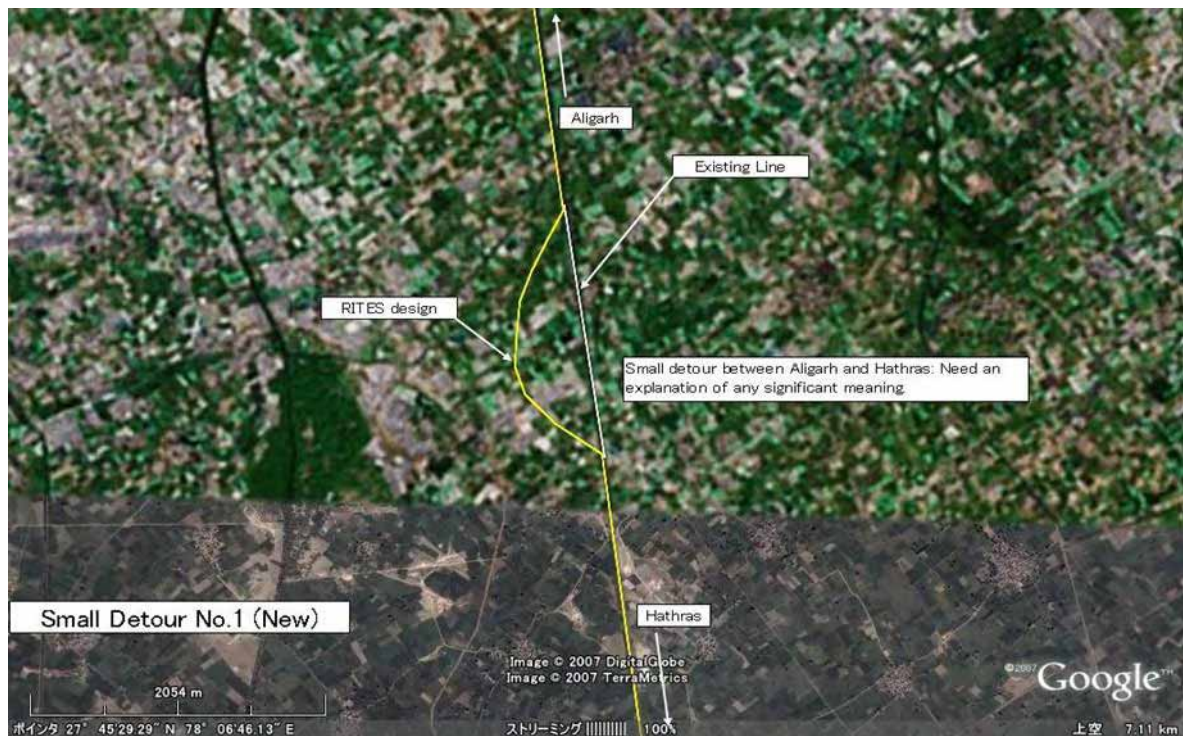 Aligarh
Existing Line
RITES design
Small detour between Aligarh and Hathras: Need an
explanation of any significant meaning.
Small Detour No.1 (New)
Hathras
Image © 2007 DigitalGlobe
Image © 2007 TerraMetrics
©2007 Google™
2054 m
ポインタ 27° 45'29.29" N 78° 06'46.13" E
ストリーミング |||||||||| 100%
上空 7.11 km